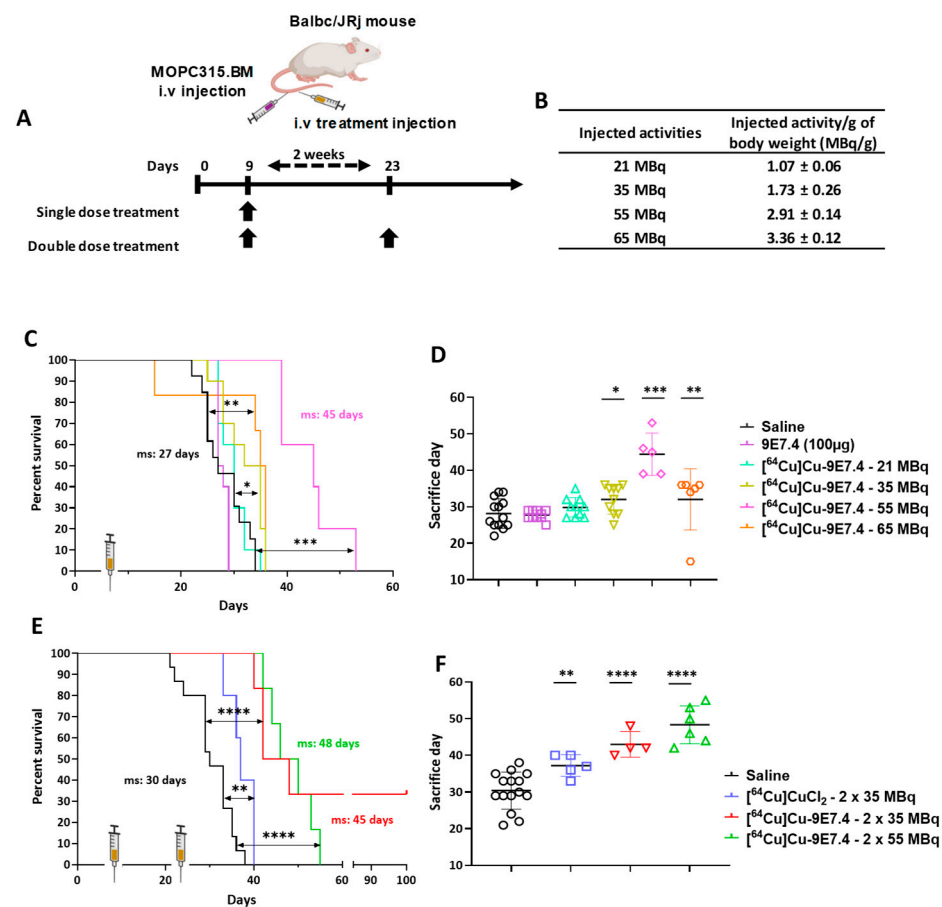 Balbc/JRj mouse
MOPC315.BM
i.v injection
i.v treatment injection
A
Days
0
9
2 weeks
23
Single dose treatment
Double dose treatment
B
Injected activities
Injected activity/g of
body weight (MBq/g)
21 MBq
1.07 ± 0.06
35 MBq
1.73 ± 0.26
55 MBq
2.91 ± 0.14
65 MBq
3.36 ± 0.12
C
Percent survival
100
90
80
70
60
50
40
30
20
10
0
**
ms: 45 days
ms: 27 days
*
***
0
20
40
60
Days
D
Sacrifice day
60
50
40
30
20
10
*
***
**
Saline
9E7.4 (100µg)
[64Cu]Cu-9E7.4 - 21 MBq
[64Cu]Cu-9E7.4 - 35 MBq
[64Cu]Cu-9E7.4 - 55 MBq
[64Cu]Cu-9E7.4 - 65 MBq
E
Percent survival
100
90
80
70
60
50
40
30
20
10
0
****
ms: 48 days
ms: 30 days
**
ms: 45 days
****
0
20
40
60
90
100
Days
F
Sacrifice day
60
50
40
30
20
10
**
****
****
Saline
[64Cu]CuCl2 - 2 x 35 MBq
[64Cu]Cu-9E7.4 - 2 x 35 MBq
[64Cu]Cu-9E7.4 - 2 x 55 MBq